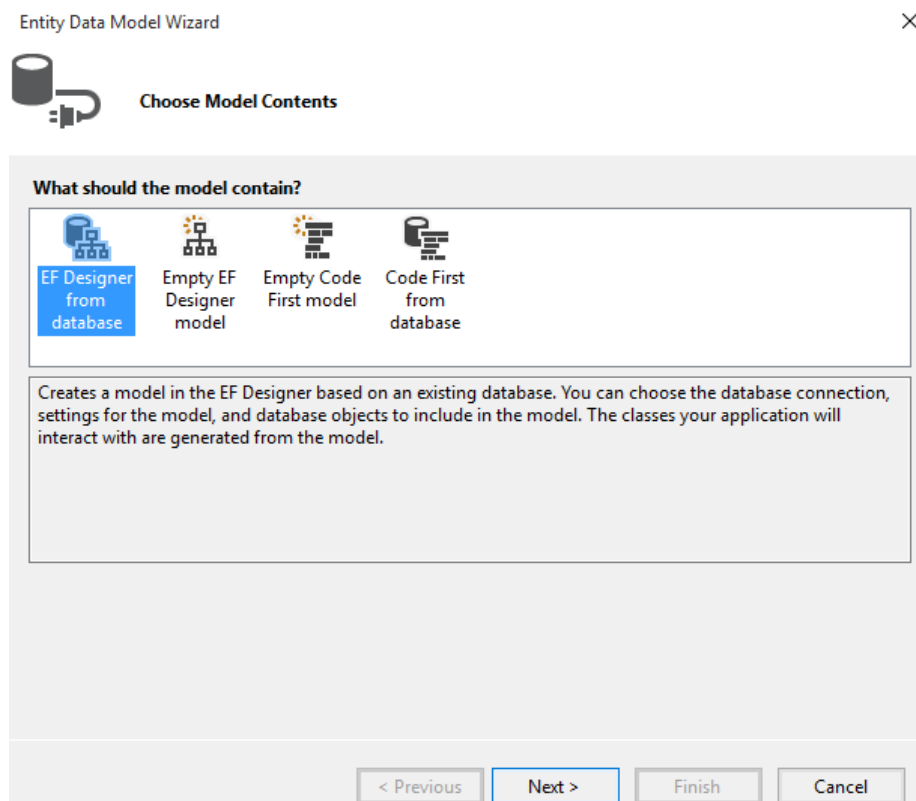 Entity Data Model Wizard
Choose Model Contents
What should the model contain?
EF Designer
from
database
Empty EF
Designer
model
Empty Code
First model
Code First
from
database
Creates a model in the EF Designer based on an existing database. You can choose the database connection,
settings for the model, and database objects to include in the model. The classes your application will
interact with are generated from the model.
< Previous
Next >
Finish
Cancel